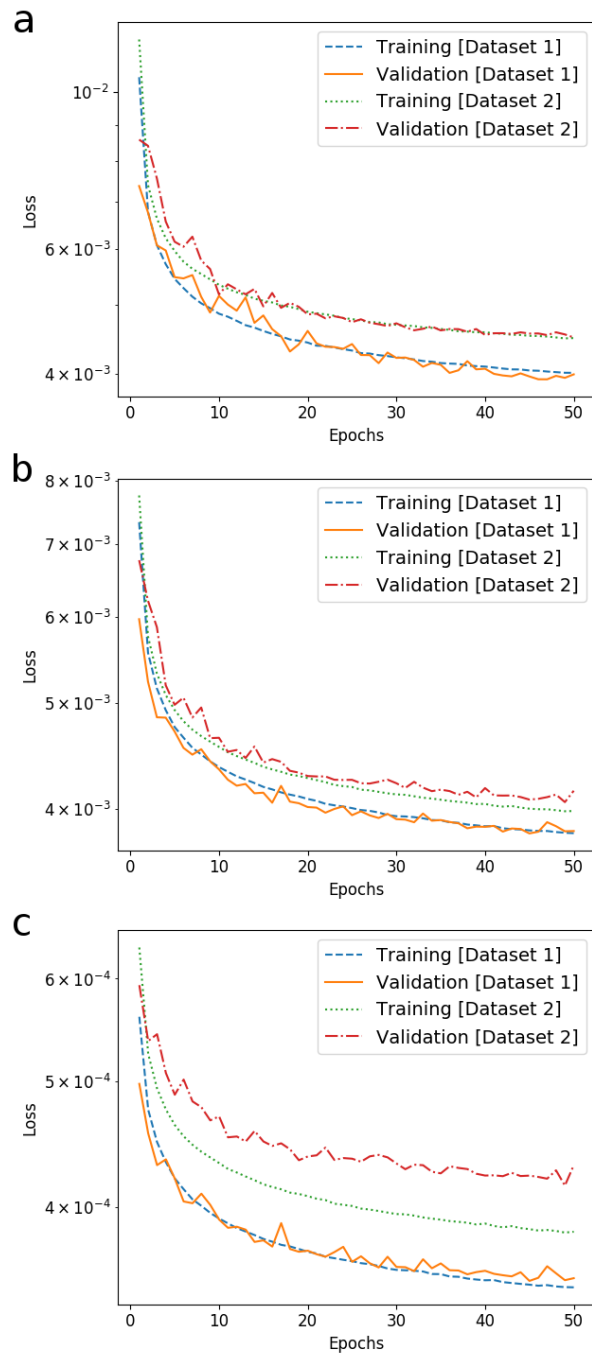 a
Training [Dataset 1]
Validation [Dataset 1]
Training [Dataset 2]
Validation [Dataset 2]
10⁻²
6 × 10⁻³
4 × 10⁻³
Loss
0 10 20 30 40 50
Epochs
b
Training [Dataset 1]
Validation [Dataset 1]
Training [Dataset 2]
Validation [Dataset 2]
8 × 10⁻³
7 × 10⁻³
6 × 10⁻³
5 × 10⁻³
4 × 10⁻³
Loss
0 10 20 30 40 50
Epochs
c
Training [Dataset 1]
Validation [Dataset 1]
Training [Dataset 2]
Validation [Dataset 2]
6 × 10⁻⁴
5 × 10⁻⁴
4 × 10⁻⁴
Loss
0 10 20 30 40 50
Epochs